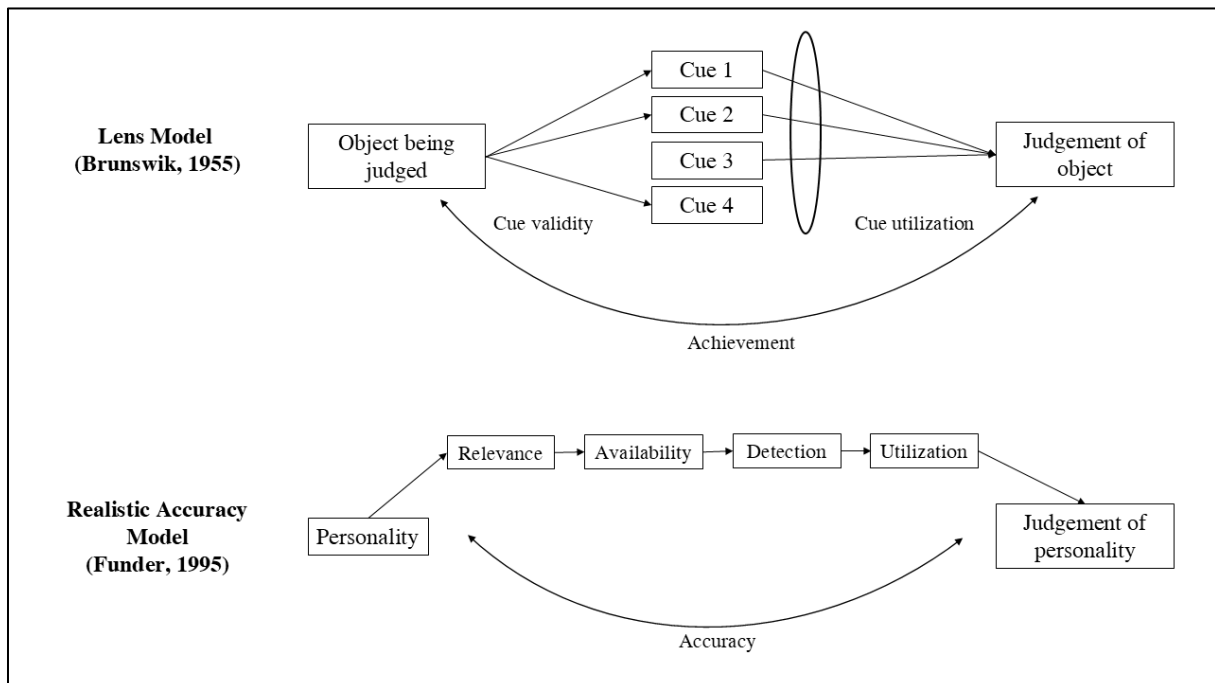 Lens Model
(Brunswik, 1955)
Object being
judged
Cue 1
Cue 2
Cue 3
Cue 4
Judgement of
object
Cue validity
Cue utilization
Achievement
Realistic Accuracy
Model
(Funder, 1995)
Personality
Relevance
Availability
Detection
Utilization
Judgement of
personality
Accuracy